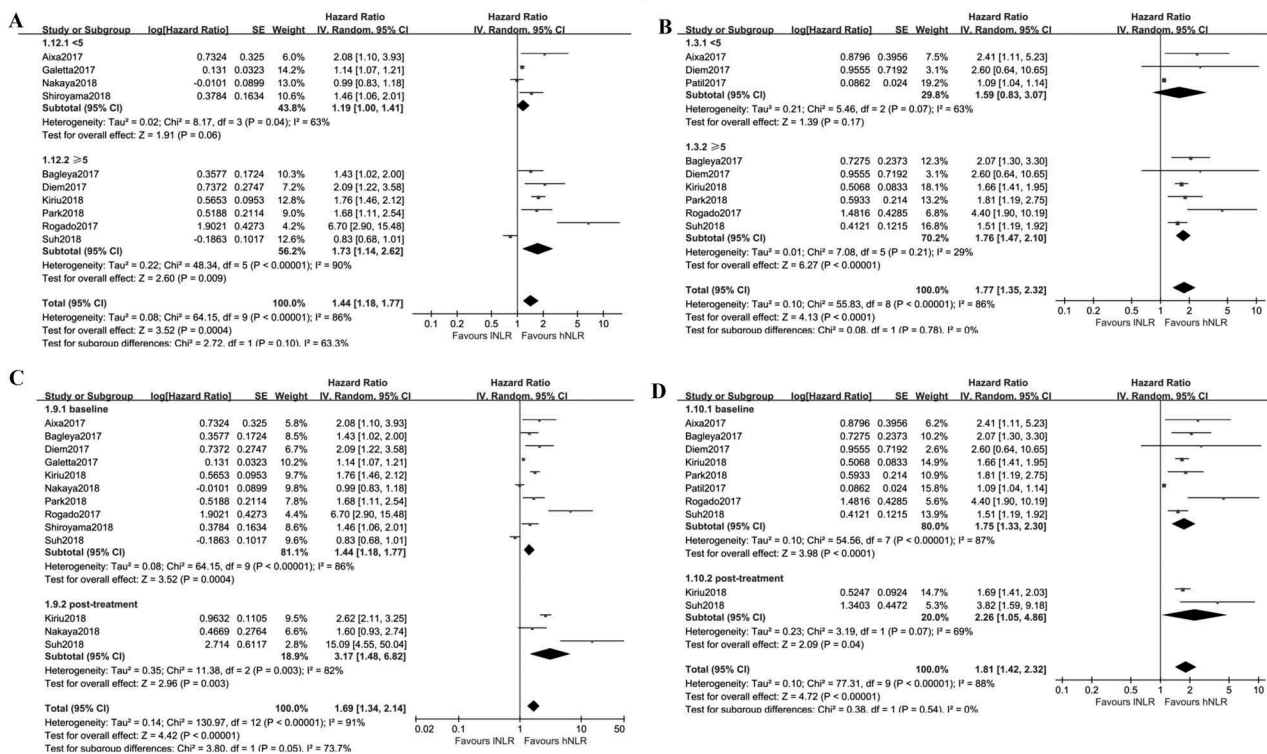 A
Hazard Ratio Hazard Ratio
Study or Subgroup log[Hazard Ratio] SE Weight IV. Random. 95% CI IV. Random. 95% CI
1.12.1 <5
Aixa2017 0.7324 0.325 6.0% 2.08 [1.10, 3.93]
Galetta2017 0.131 0.0323 14.2% 1.14 [1.07, 1.21]
Nakaya2018 -0.0101 0.0899 13.0% 0.99 [0.83, 1.18]
Shiroyama2018 0.3784 0.1634 10.6% 1.46 [1.06, 2.01]
Subtotal (95% CI) 43.8% 1.19 [1.00, 1.41]
Heterogeneity: Tau² = 0.02; Chi² = 8.17, df = 3 (P = 0.04); I² = 63%
Test for overall effect: Z = 1.91 (P = 0.06)
1.12.2 ≥5
Bagleya2017 0.3577 0.1724 10.3% 1.43 [1.02, 2.00]
Diem2017 0.7372 0.2747 7.2% 2.09 [1.22, 3.58]
Kiriu2018 0.5653 0.0953 12.8% 1.76 [1.46, 2.12]
Park2018 0.5188 0.2114 9.0% 1.68 [1.11, 2.54]
Rogado2017 1.9021 0.4273 4.2% 6.70 [2.90, 15.48]
Suh2018 -0.1863 0.1017 12.6% 0.83 [0.68, 1.01]
Subtotal (95% CI) 56.2% 1.73 [1.14, 2.62]
Heterogeneity: Tau² = 0.22; Chi² = 48.34, df = 5 (P < 0.00001); I² = 90%
Test for overall effect: Z = 2.60 (P = 0.009)
Total (95% CI) 100.0% 1.44 [1.18, 1.77]
Heterogeneity: Tau² = 0.08; Chi² = 64.15, df = 9 (P < 0.00001); I² = 86%
Test for overall effect: Z = 3.52 (P = 0.0004)
Test for subgroup differences: Chi² = 2.72, df = 1 (P = 0.10), I² = 63.3%
0.1 0.2 0.5 1 2 5 10
Favours lNLR Favours hNLR
B
Hazard Ratio Hazard Ratio
Study or Subgroup log[Hazard Ratio] SE Weight IV. Random. 95% CI IV. Random. 95% CI
1.3.1 <5
Aixa2017 0.8796 0.3956 7.5% 2.41 [1.11, 5.23]
Diem2017 0.9555 0.7192 3.1% 2.60 [0.64, 10.65]
Patil2017 0.0862 0.024 19.2% 1.09 [1.04, 1.14]
Subtotal (95% CI) 29.8% 1.59 [0.83, 3.07]
Heterogeneity: Tau² = 0.21; Chi² = 5.46, df = 2 (P = 0.07); I² = 63%
Test for overall effect: Z = 1.39 (P = 0.17)
1.3.2 ≥5
Bagleya2017 0.7275 0.2373 12.3% 2.07 [1.30, 3.30]
Diem2017 0.9555 0.7192 3.1% 2.60 [0.64, 10.65]
Kiriu2018 0.5068 0.0833 18.1% 1.66 [1.41, 1.95]
Park2018 0.5933 0.214 13.1% 1.81 [1.19, 2.75]
Rogado2017 1.4816 0.4285 6.8% 4.40 [1.90, 10.19]
Suh2018 0.4121 0.1215 16.8% 1.51 [1.19, 1.92]
Subtotal (95% CI) 70.2% 1.76 [1.47, 2.10]
Heterogeneity: Tau² = 0.01; Chi² = 7.08, df = 5 (P = 0.21); I² = 29%
Test for overall effect: Z = 6.27 (P < 0.00001)
Total (95% CI) 100.0% 1.77 [1.35, 2.32]
Heterogeneity: Tau² = 0.10; Chi² = 55.83, df = 8 (P < 0.00001); I² = 86%
Test for overall effect: Z = 4.13 (P < 0.0001)
Test for subgroup differences: Chi² = 0.08, df = 1 (P = 0.78), I² = 0%
0.1 0.2 0.5 1 2 5 10
Favours lNLR Favours hNLR
C
Hazard Ratio Hazard Ratio
Study or Subgroup log[Hazard Ratio] SE Weight IV. Random. 95% CI IV. Random. 95% CI
1.9.1 baseline
Aixa2017 0.7324 0.325 5.8% 2.08 [1.10, 3.93]
Bagleya2017 0.3577 0.1724 8.5% 1.43 [1.02, 2.00]
Diem2017 0.7372 0.2747 6.7% 2.09 [1.22, 3.58]
Galetta2017 0.131 0.0323 10.2% 1.14 [1.07, 1.21]
Kiriu2018 0.5653 0.0953 9.7% 1.76 [1.46, 2.12]
Nakaya2018 -0.0101 0.0899 9.8% 0.99 [0.83, 1.18]
Park2018 0.5188 0.2114 7.8% 1.68 [1.11, 2.54]
Rogado2017 1.9021 0.4273 4.4% 6.70 [2.90, 15.48]
Shiroyama2018 0.3784 0.1634 8.6% 1.46 [1.06, 2.01]
Suh2018 -0.1863 0.1017 9.6% 0.83 [0.68, 1.01]
Subtotal (95% CI) 81.1% 1.44 [1.18, 1.77]
Heterogeneity: Tau² = 0.08; Chi² = 64.15, df = 9 (P < 0.00001); I² = 86%
Test for overall effect: Z = 3.52 (P = 0.0004)
1.9.2 post-treatment
Kiriu2018 0.9632 0.1105 9.5% 2.62 [2.11, 3.25]
Nakaya2018 0.4669 0.2764 6.6% 1.60 [0.93, 2.74]
Suh2018 2.714 0.6117 2.8% 15.09 [4.55, 50.04]
Subtotal (95% CI) 18.9% 3.17 [1.48, 6.82]
Heterogeneity: Tau² = 0.35; Chi² = 11.38, df = 2 (P = 0.003); I² = 82%
Test for overall effect: Z = 2.96 (P = 0.003)
Total (95% CI) 100.0% 1.69 [1.34, 2.14]
Heterogeneity: Tau² = 0.14; Chi² = 130.97, df = 12 (P < 0.00001); I² = 91%
Test for overall effect: Z = 4.42 (P < 0.00001)
Test for subgroup differences: Chi² = 3.80, df = 1 (P = 0.05), I² = 73.7%
0.02 0.1 1 10 50
Favours lNLR Favours hNLR
D
Hazard Ratio Hazard Ratio
Study or Subgroup log[Hazard Ratio] SE Weight IV. Random. 95% CI IV. Random. 95% CI
1.10.1 baseline
Aixa2017 0.8796 0.3956 6.2% 2.41 [1.11, 5.23]
Bagleya2017 0.7275 0.2373 10.2% 2.07 [1.30, 3.30]
Diem2017 0.9555 0.7192 2.5% 2.60 [0.64, 10.65]
Kiriu2018 0.5068 0.0833 14.9% 1.66 [1.41, 1.95]
Park2018 0.5933 0.214 10.9% 1.81 [1.19, 2.75]
Patil2017 0.0862 0.024 15.9% 1.09 [1.04, 1.14]
Rogado2017 1.4816 0.4285 5.6% 4.40 [1.90, 10.19]
Suh2018 0.4121 0.1215 13.9% 1.51 [1.19, 1.92]
Subtotal (95% CI) 80.0% 1.75 [1.33, 2.30]
Heterogeneity: Tau² = 0.10; Chi² = 54.56, df = 7 (P < 0.00001); I² = 87%
Test for overall effect: Z = 3.98 (P < 0.0001)
1.10.2 post-treatment
Kiriu2018 0.5247 0.0924 14.7% 1.69 [1.41, 2.03]
Suh2018 1.3403 0.4472 5.3% 3.82 [1.59, 9.18]
Subtotal (95% CI) 20.0% 2.26 [1.05, 4.86]
Heterogeneity: Tau² = 0.23; Chi² = 3.19, df = 1 (P = 0.07); I² = 69%
Test for overall effect: Z = 2.09 (P = 0.04)
Total (95% CI) 100.0% 1.81 [1.42, 2.32]
Heterogeneity: Tau² = 0.10; Chi² = 77.31, df = 9 (P < 0.00001); I² = 88%
Test for overall effect: Z = 4.72 (P < 0.00001)
Test for subgroup differences: Chi² = 0.38, df = 1 (P = 0.54), I² = 0%
0.1 0.2 0.5 1 2 5 10
Favours lNLR Favours hNLR